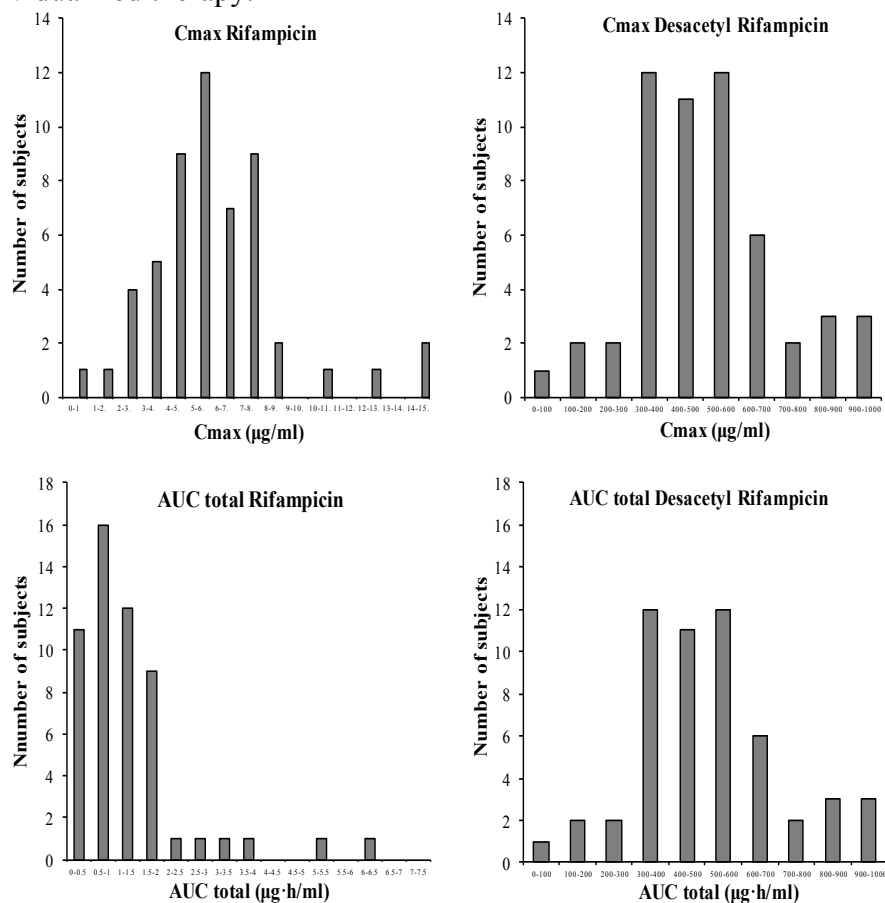 therapy.
Cmax Rifampicin
Number of subjects
14
12
10
8
6
4
2
0
0-1 1-2. 2-3. 3-4. 4-5. 5-6. 6-7. 7-8. 8-9. 9-10. 10-11. 11-12. 12-13. 13-14. 14-15.
Cmax (µg/ml)
Cmax Desacetyl Rifampicin
Number of subjects
14
12
10
8
6
4
2
0
0-100 100-200 200-300 300-400 400-500 500-600 600-700 700-800 800-900 900-1000
Cmax (µg/ml)
AUC total Rifampicin
Nnumber of subjects
18
16
14
12
10
8
6
4
2
0
0-0.5 0.5-1 1-1.5 1.5-2 2-2.5 2.5-3 3-3.5 3.5-4 4-4.5 4.5-5 5-5.5 5.5-6 6-6.5 6.5-7 7-7.5
AUC total (µg·h/ml)
AUC total Desacetyl Rifampicin
Number of subjects
18
16
14
12
10
8
6
4
2
0
0-100 100-200 200-300 300-400 400-500 500-600 600-700 700-800 800-900 900-1000
AUC total (µg·h/ml)